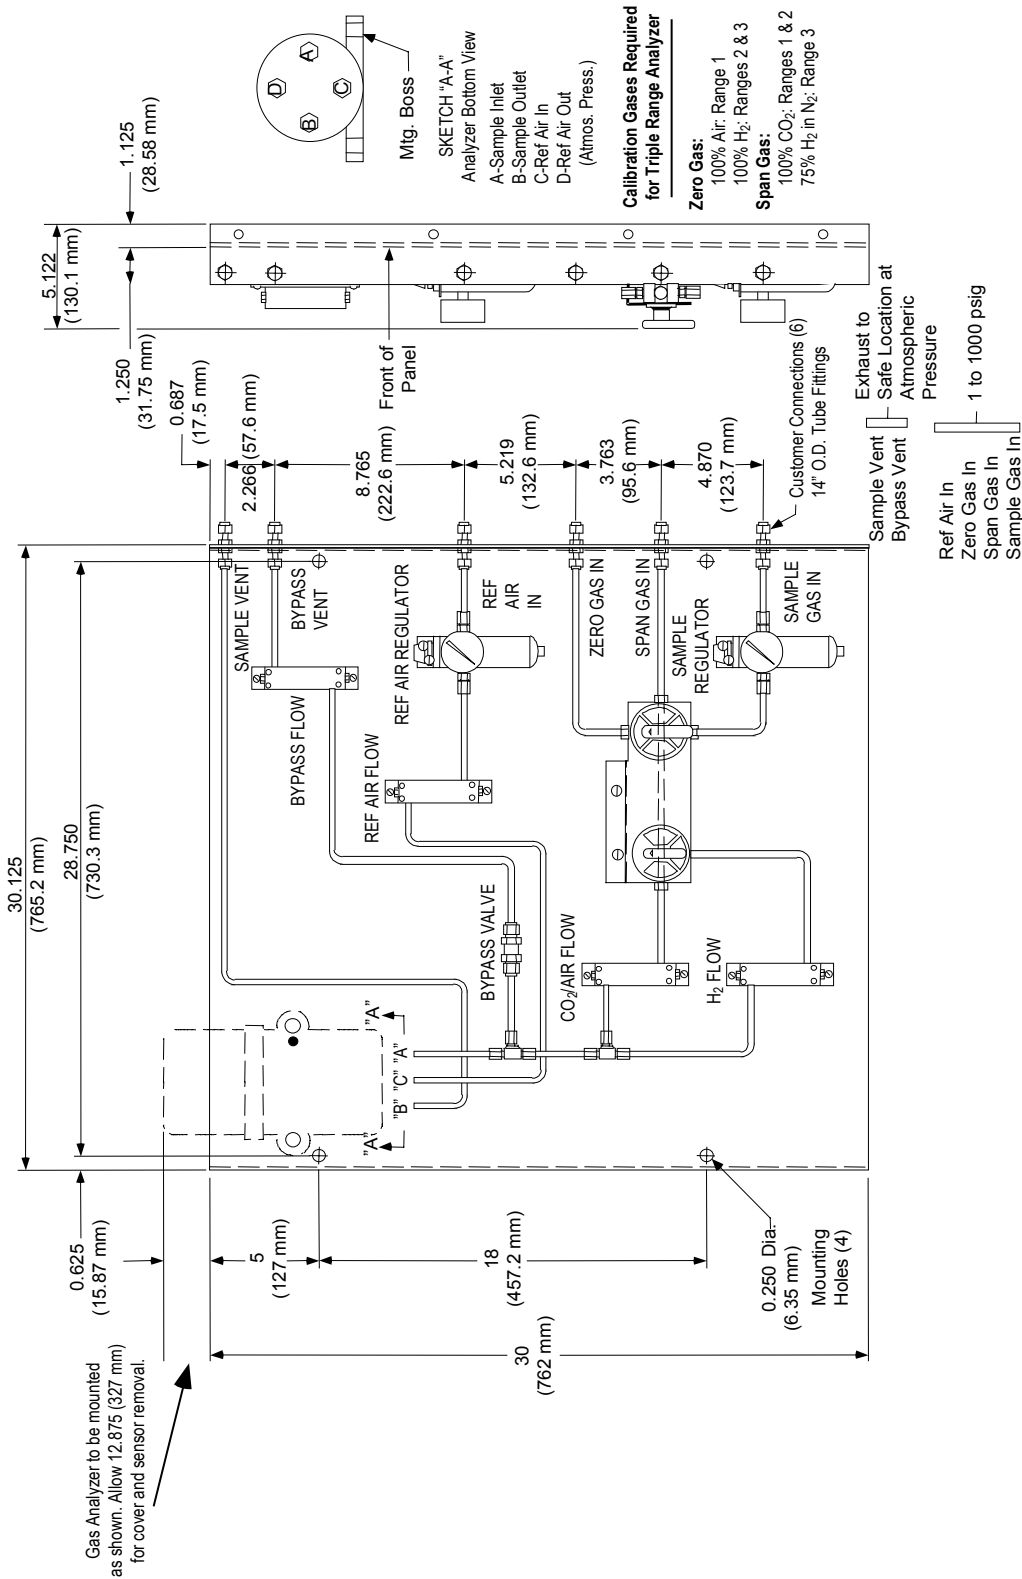 Gas Analyzer to be mounted
as shown. Allow 12.875 (327 mm)
for cover and sensor removal.
30.125
(765.2 mm)
28.750
(730.3 mm)
0.625
(15.87 mm)
5
(127 mm)
18
(457.2 mm)
30
(762 mm)
0.250 Dia.
(6.35 mm)
Mounting
Holes (4)
"A"
"B" "C" "A"
"A"
SAMPLE VENT
BYPASS
VENT
BYPASS FLOW
REF AIR REGULATOR
REF
AIR
IN
REF AIR FLOW
ZERO GAS IN
SPAN GAS IN
SAMPLE
REGULATOR
SAMPLE
GAS IN
BYPASS VALVE
CO₂/AIR FLOW
H₂ FLOW
0.687
(17.5 mm)
2.266 (57.6 mm)
8.765
(222.6 mm)
5.219
(132.6 mm)
3.763
(95.6 mm)
4.870
(123.7 mm)
Customer Connections (6)
14" O.D. Tube Fittings
Sample Vent
Bypass Vent
Exhaust to
Safe Location at
Atmospheric
Pressure
Ref Air In
Zero Gas In
Span Gas In
Sample Gas In
1 to 1000 psig
1.250
(31.75 mm)
5.122
(130.1 mm)
1.125
(28.58 mm)
Front of
Panel
D
A
B
C
Mtg. Boss
SKETCH "A-A"
Analyzer Bottom View
A-Sample Inlet
B-Sample Outlet
C-Ref Air In
D-Ref Air Out
(Atmos. Press.)
Calibration Gases Required
for Triple Range Analyzer
Zero Gas:
100% Air: Range 1
100% H₂: Ranges 2 & 3
Span Gas:
100% CO₂: Ranges 1 & 2
75% H₂ in N₂: Range 3